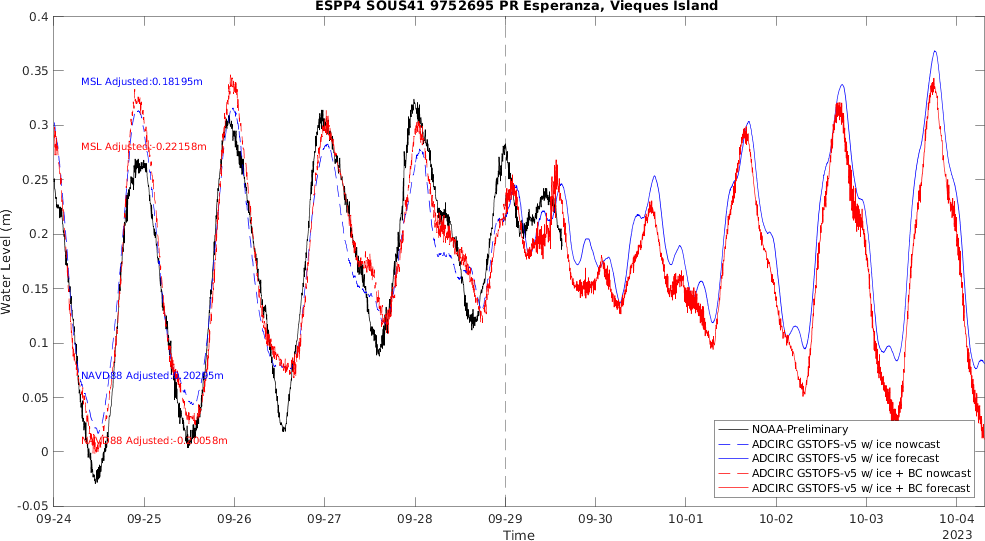 ESPP4 SOUS41 9752695 PR Esperanza, Vieques Island
0.4
0.35
0.3
0.25
0.2
0.15
0.1
0.05
0
-0.05
Water Level (m)
MSL Adjusted:0.18195m
MSL Adjusted:-0.22158m
NAVD88 Adjusted:0.20205m
09-24
09-25
09-26
09-27
09-28
09-29
09-30
10-01
10-02
10-03
10-04
2023
Time
NOAA-Preliminary
ADCIRC GSTOFS-v5 w/ ice nowcast
ADCIRC GSTOFS-v5 w/ ice forecast
ADCIRC GSTOFS-v5 w/ ice + BC nowcast
ADCIRC GSTOFS-v5 w/ ice + BC forecast